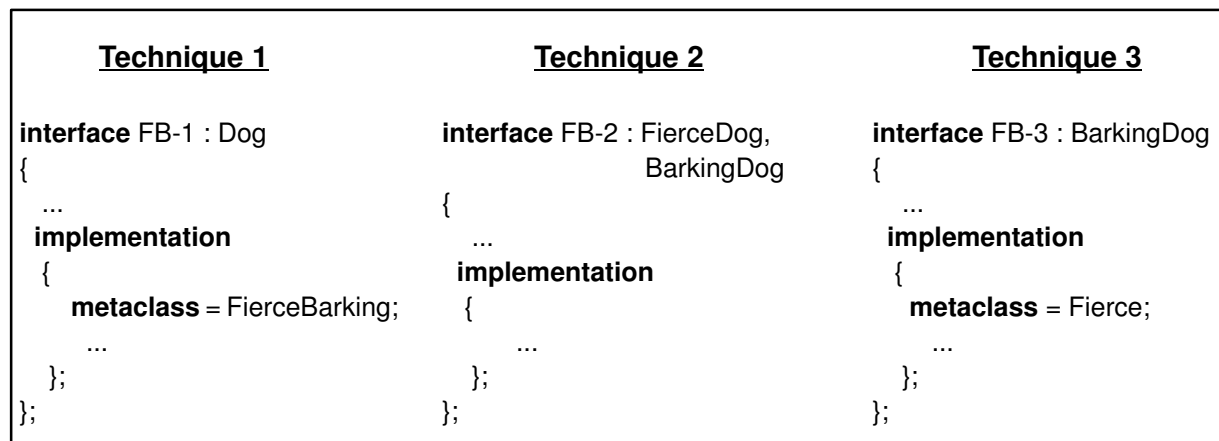 Technique 1
interface FB-1 : Dog
{
...
implementation
{
metaclass = FierceBarking;
...
};
};
Technique 2
interface FB-2 : FierceDog,
BarkingDog
{
...
implementation
{
...
};
};
Technique 3
interface FB-3 : BarkingDog
{
...
implementation
{
metaclass = Fierce;
...
};
};